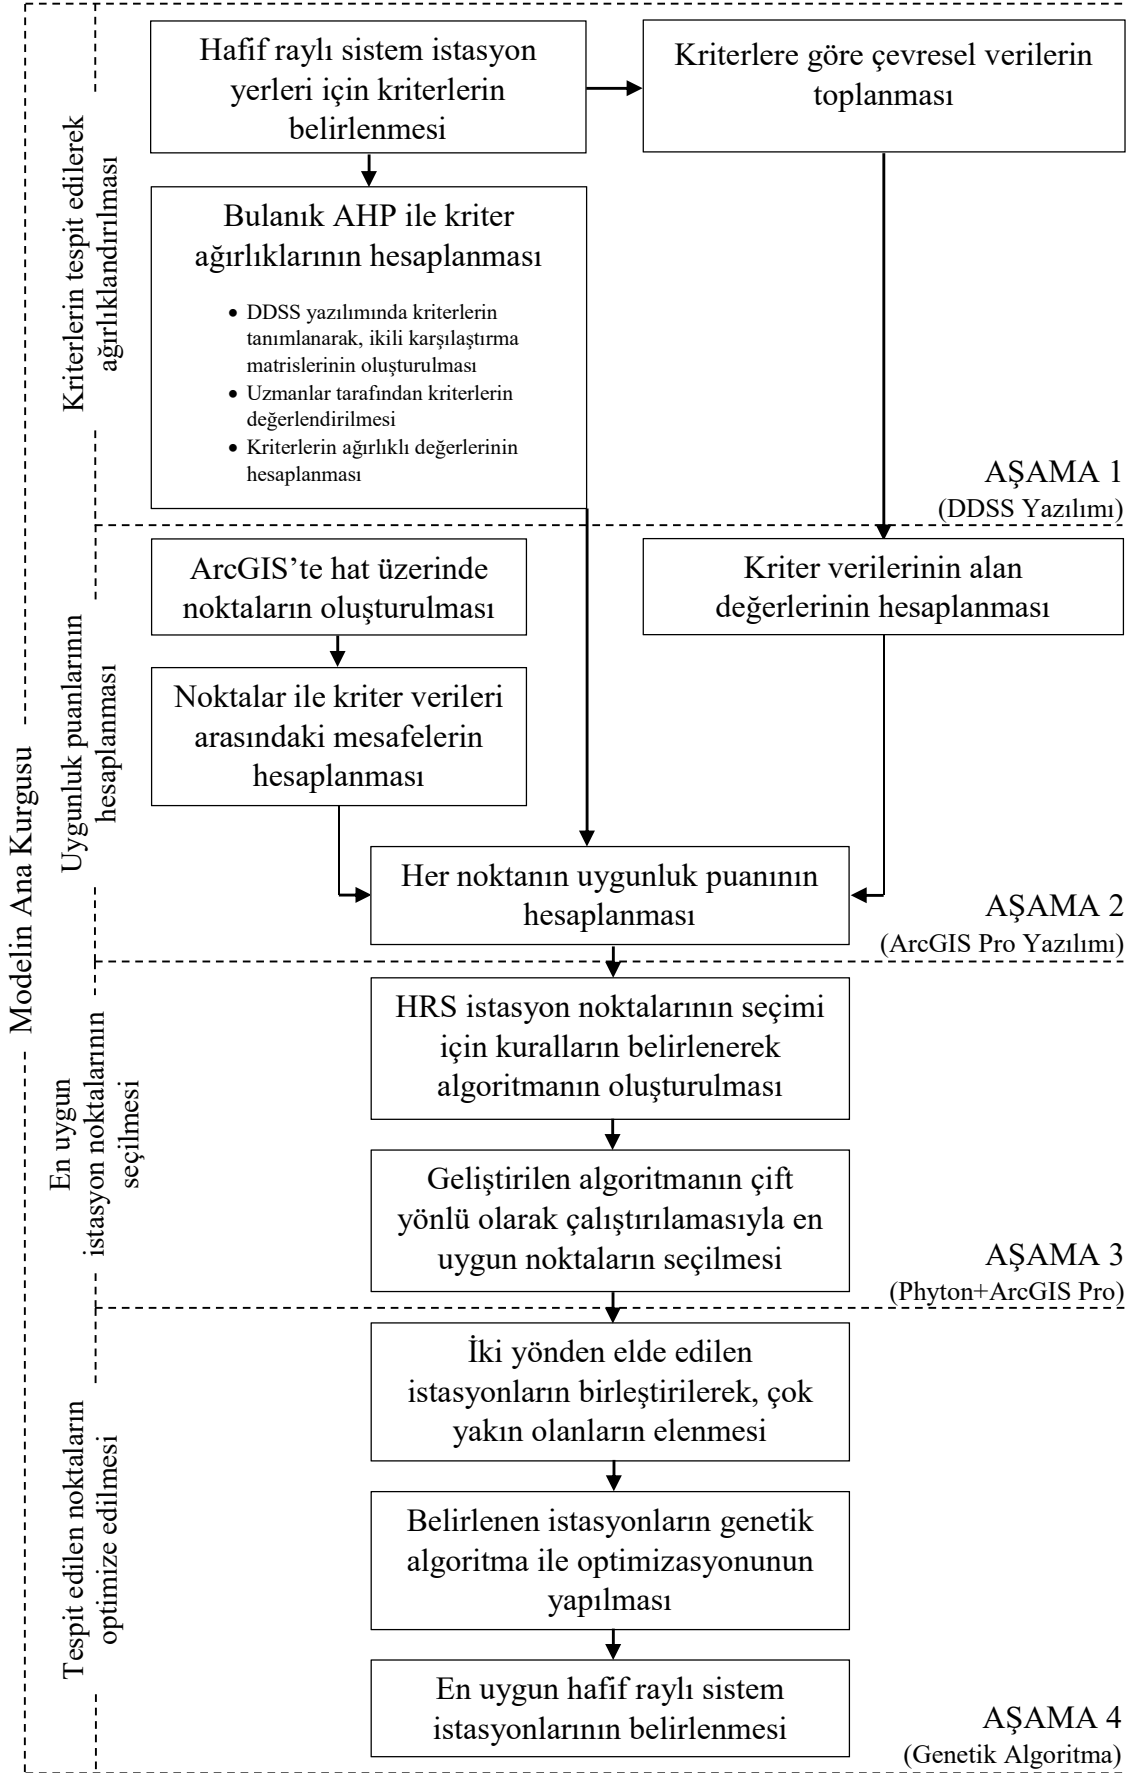 Modelin Ana Kurgusu
Kriterlerin tespit edilerek
ağırlıklandırılması
Hafif raylı sistem istasyon
yerleri için kriterlerin
belirlenmesi
Kriterlere göre çevresel verilerin
toplanması
Bulanık AHP ile kriter
ağırlıklarının hesaplanması
• DDSS yazılımında kriterlerin
tanımlanarak, ikili karşılaştırma
matrislerinin oluşturulması
• Uzmanlar tarafından kriterlerin
değerlendirilmesi
• Kriterlerin ağırlıklı değerlerinin
hesaplanması
AŞAMA 1
(DDSS Yazılımı)
Uygunluk puanlarının
hesaplanması
ArcGIS’te hat üzerinde
noktaların oluşturulması
Kriter verilerinin alan
değerlerinin hesaplanması
Noktalar ile kriter verileri
arasındaki mesafelerin
hesaplanması
Her noktanın uygunluk puanının
hesaplanması
AŞAMA 2
(ArcGIS Pro Yazılımı)
En uygun
istasyon noktalarının
seçilmesi
HRS istasyon noktalarının seçimi
için kuralların belirlenerek
algoritmanın oluşturulması
Geliştirilen algoritmanın çift
yönlü olarak çalıştırılamasıyla en
uygun noktaların seçilmesi
AŞAMA 3
(Phyton+ArcGIS Pro)
Tespit edilen noktaların
optimize edilmesi
İki yönden elde edilen
istasyonların birleştirilerek, çok
yakın olanların elenmesi
Belirlenen istasyonların genetik
algoritma ile optimizasyonunun
yapılması
En uygun hafif raylı sistem
istasyonlarının belirlenmesi
AŞAMA 4
(Genetik Algoritma)